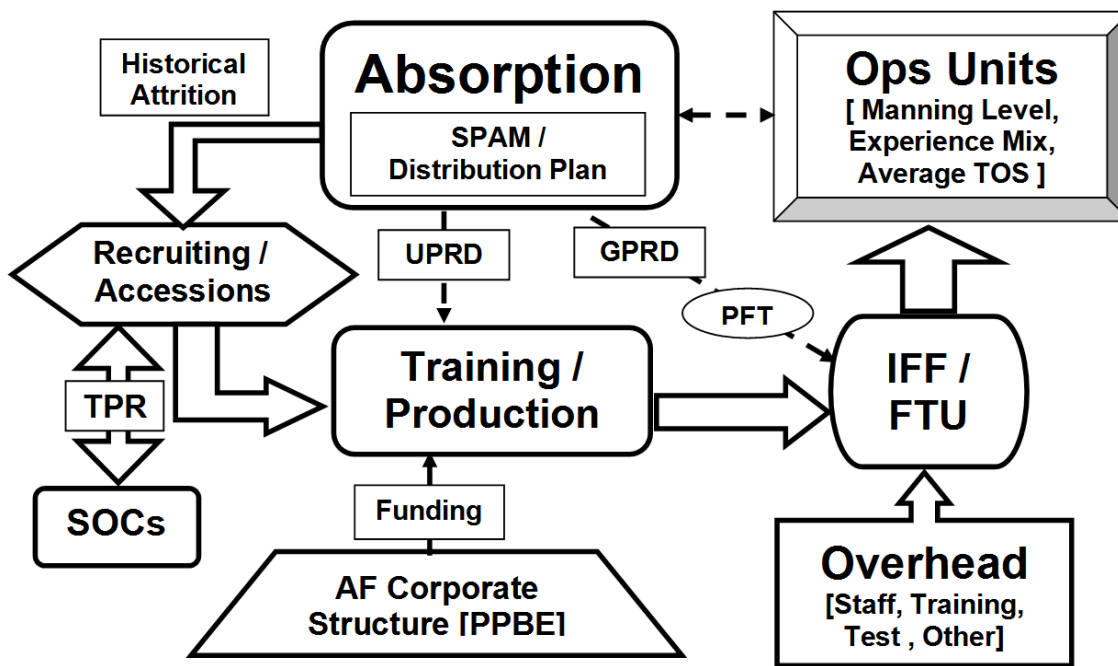 Historical
Attrition
Absorption
SPAM /
Distribution Plan
Ops Units
[ Manning Level,
Experience Mix,
Average TOS ]
Recruiting /
Accessions
UPRD
GPRD
PFT
TPR
Training /
Production
IFF /
FTU
SOCs
Funding
AF Corporate
Structure [PPBE]
Overhead
[Staff, Training,
Test , Other]